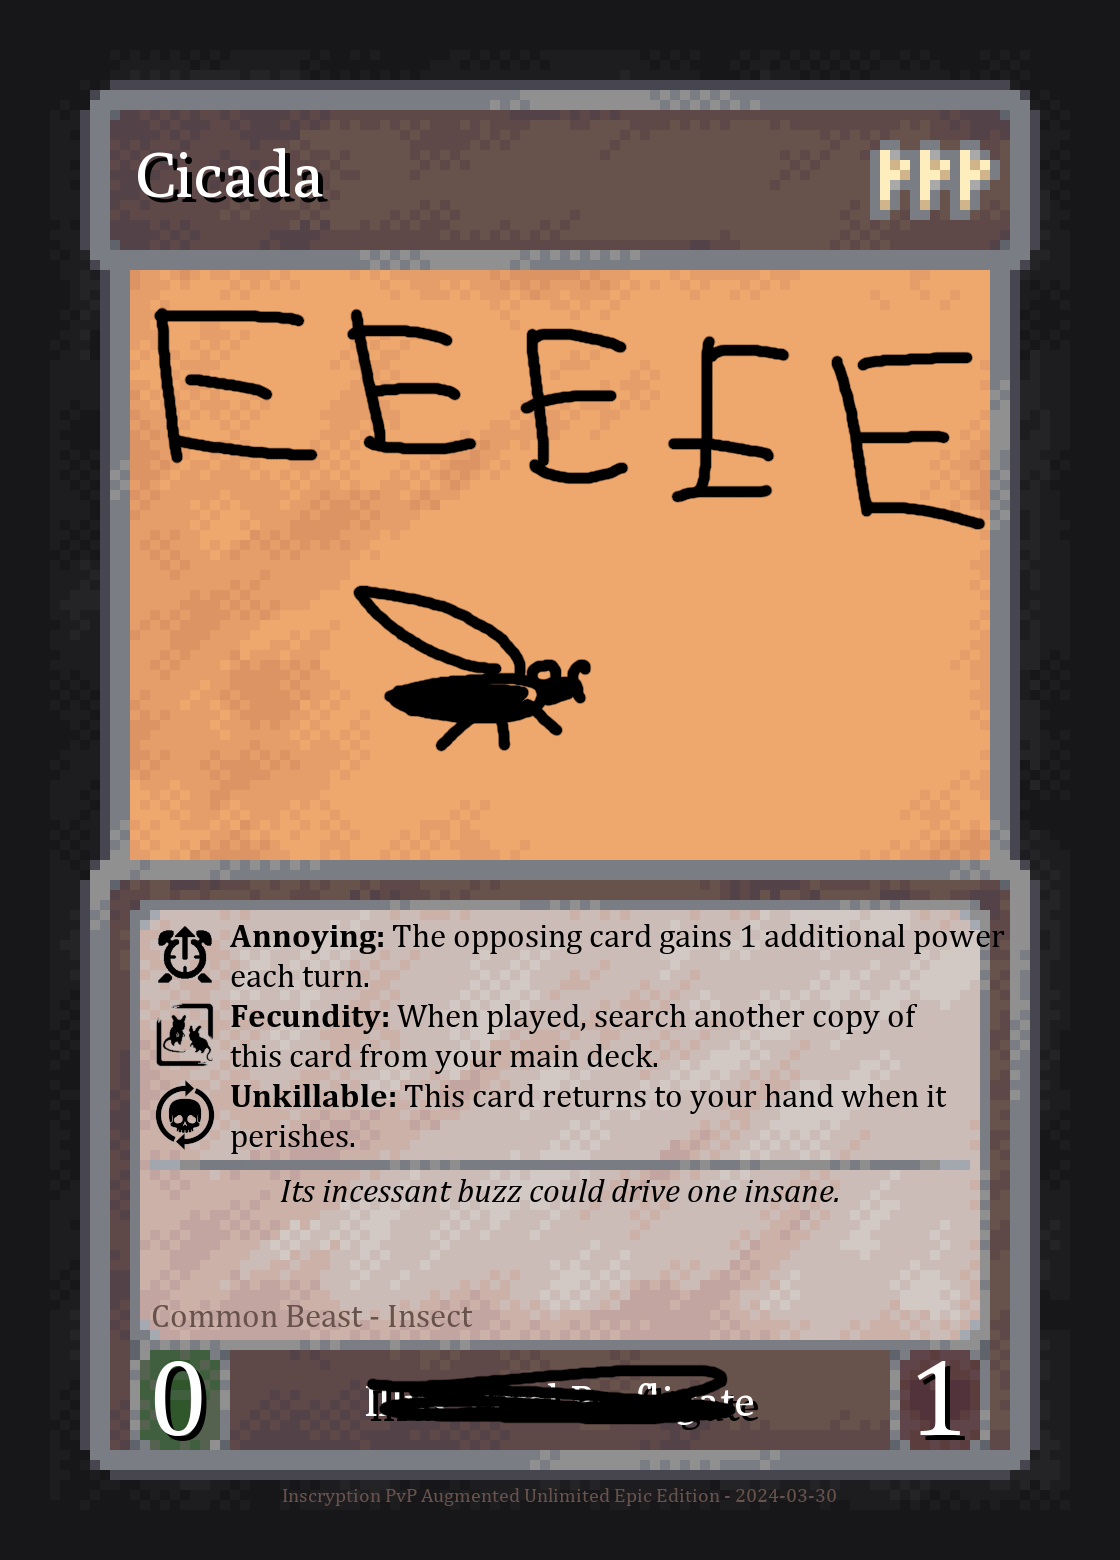 Cicada
E E E E E
Annoying: The opposing card gains 1 additional power
each turn.
Fecundity: When played, search another copy of
this card from your main deck.
Unkillable: This card returns to your hand when it
perishes.
Its incessant buzz could drive one insane.
Common Beast - Insect
0 1
Inscryption PvP Augmented Unlimited Epic Edition - 2024-03-30